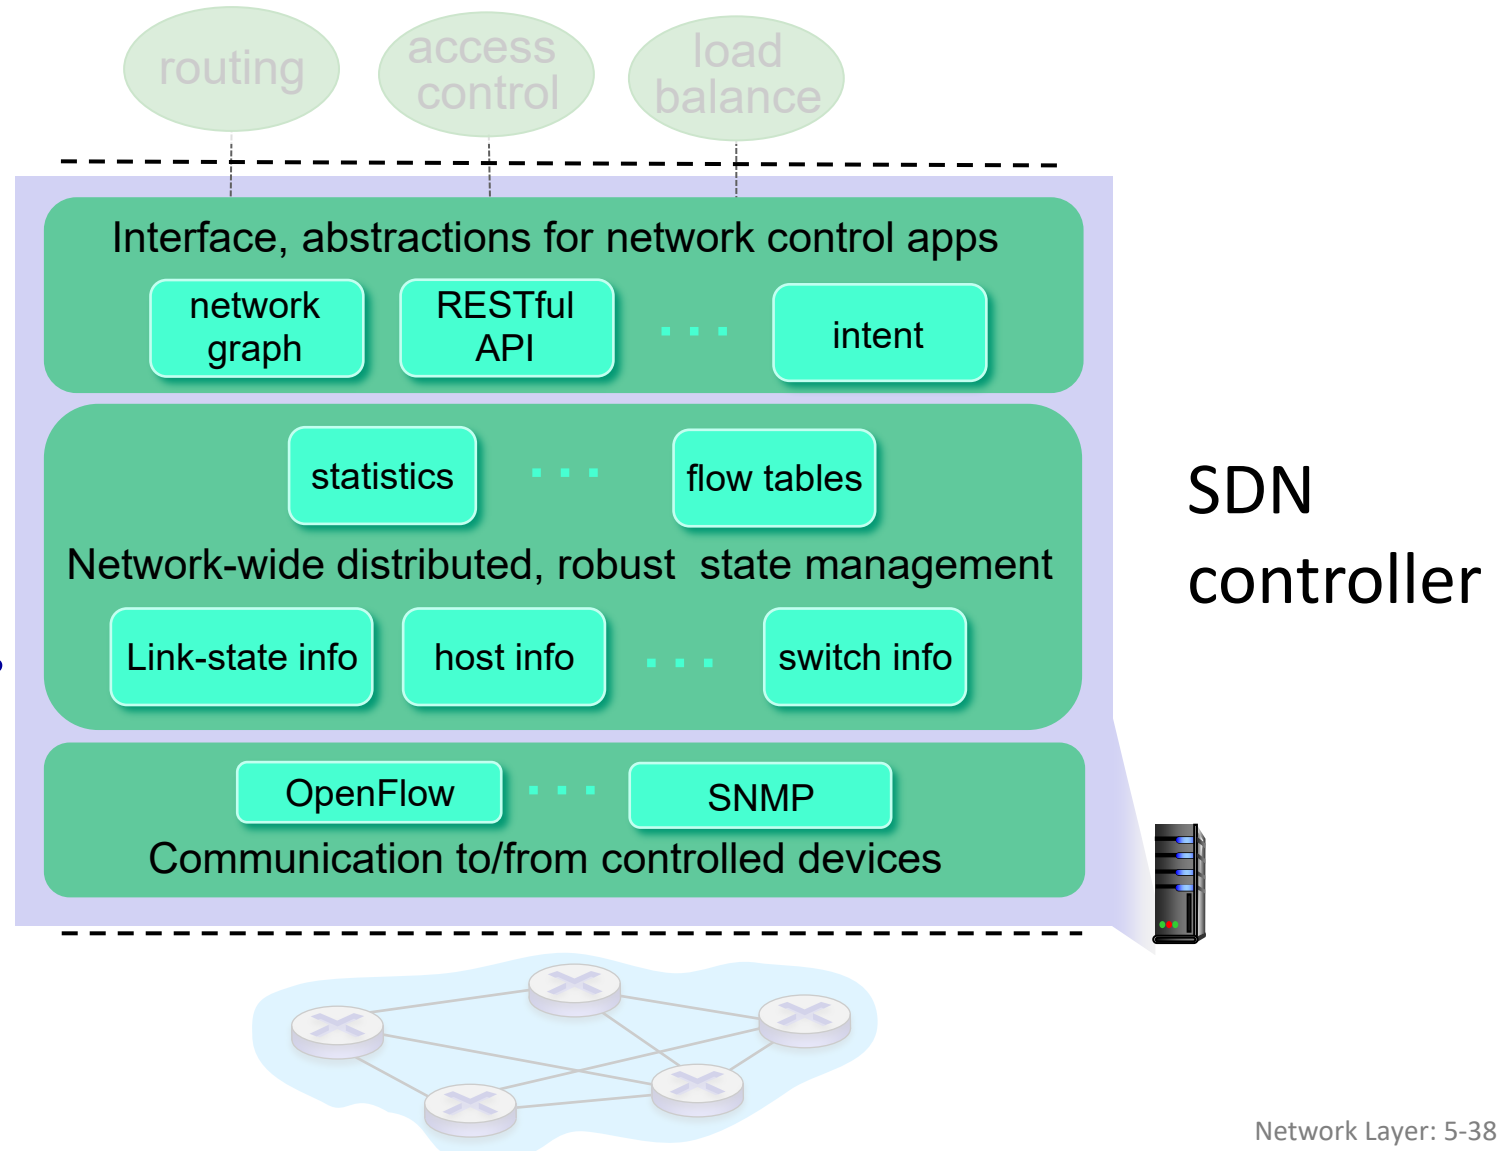 routing
access
control
load
balance
Interface, abstractions for network control apps
network
graph
RESTful
API
intent
statistics
flow tables
Network-wide distributed, robust  state management
Link-state info
host info
switch info
OpenFlow
SNMP
Communication to/from controlled devices
SDN
controller
Network Layer: 5-38